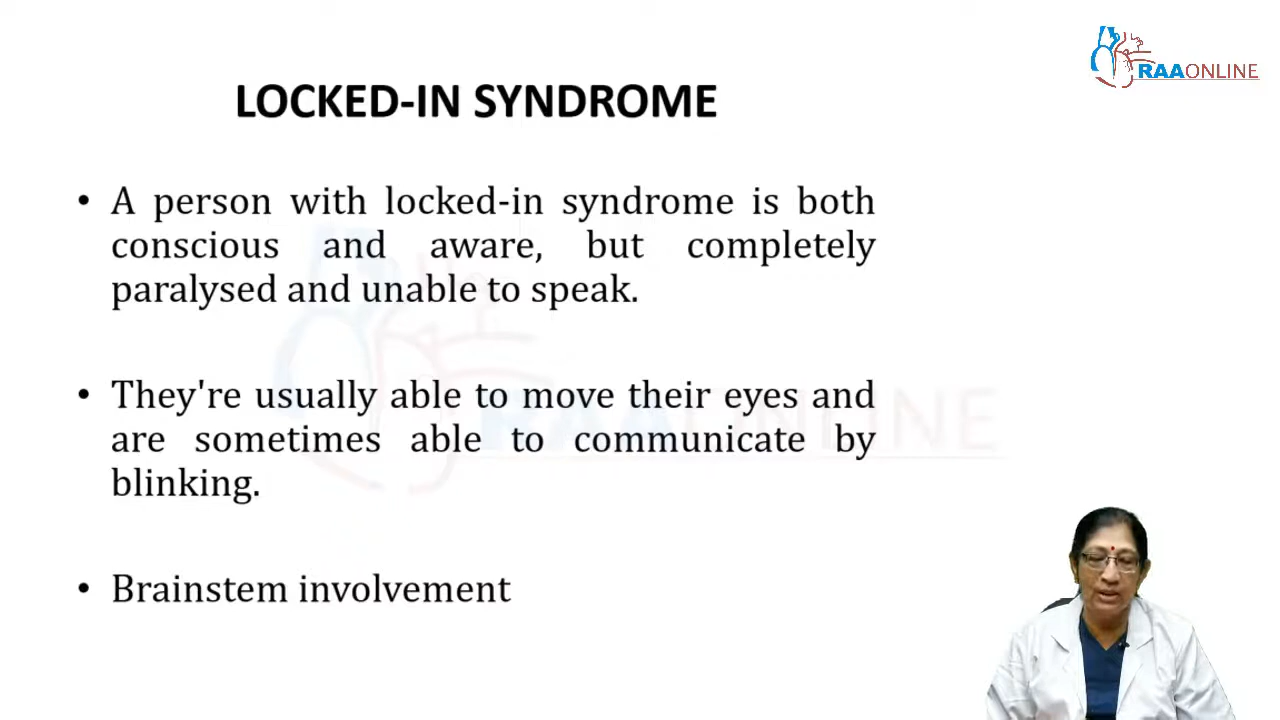 RAAONLINE
LOCKED-IN SYNDROME
• A person with locked-in syndrome is both
conscious and aware, but completely
paralysed and unable to speak.
• They're usually able to move their eyes and
are sometimes able to communicate by
blinking.
• Brainstem involvement
RAAONLINE